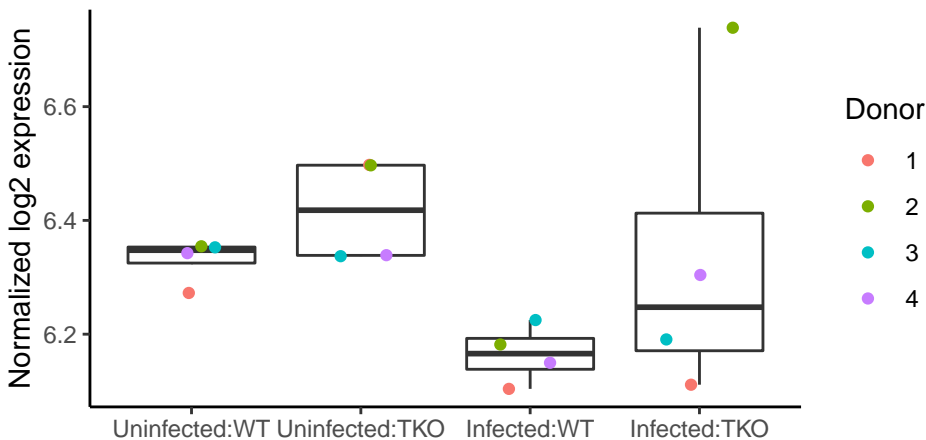 Normalized log2 expression
6.6
6.4
6.2
Uninfected:WT
Uninfected:TKO
Infected:WT
Infected:TKO
Donor
1
2
3
4